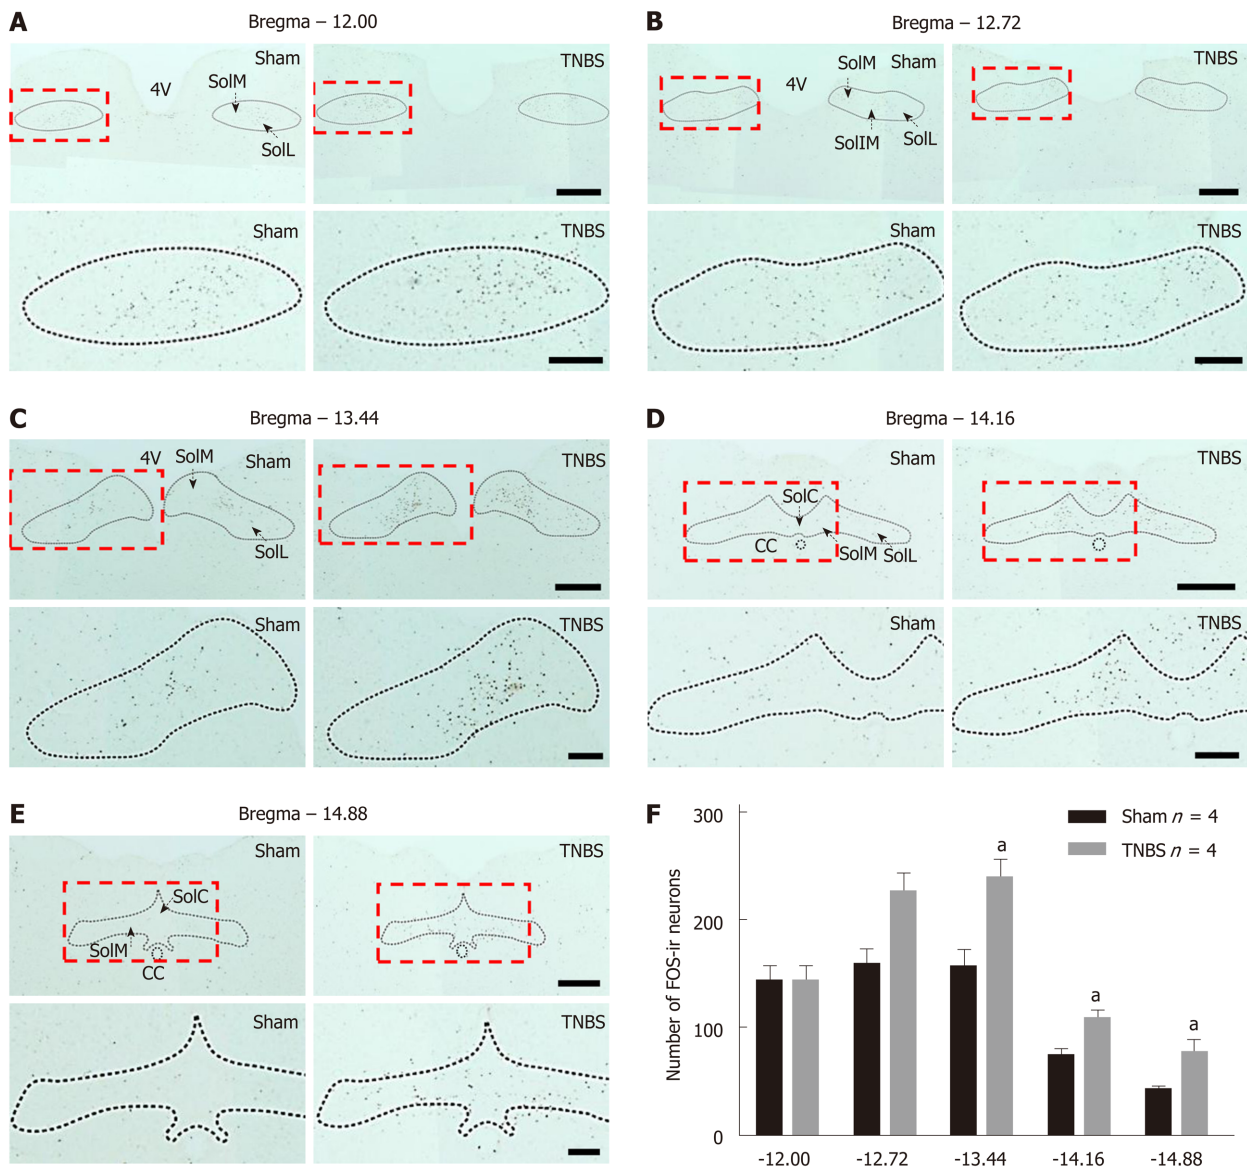 A
Bregma – 12.00
Sham
TNBS
4V
SolM
SolL
Sham
TNBS
B
Bregma – 12.72
SolM
Sham
TNBS
4V
SolIM
SolL
Sham
TNBS
C
Bregma – 13.44
4V
SolM
Sham
TNBS
SolL
Sham
TNBS
D
Bregma – 14.16
Sham
TNBS
SolC
CC
SolM
SolL
Sham
TNBS
E
Bregma – 14.88
Sham
TNBS
SolC
SolM
CC
Sham
TNBS
F
Number of FOS-ir neurons
300
200
100
0
Sham n = 4
TNBS n = 4
a
a
a
-12.00
-12.72
-13.44
-14.16
-14.88